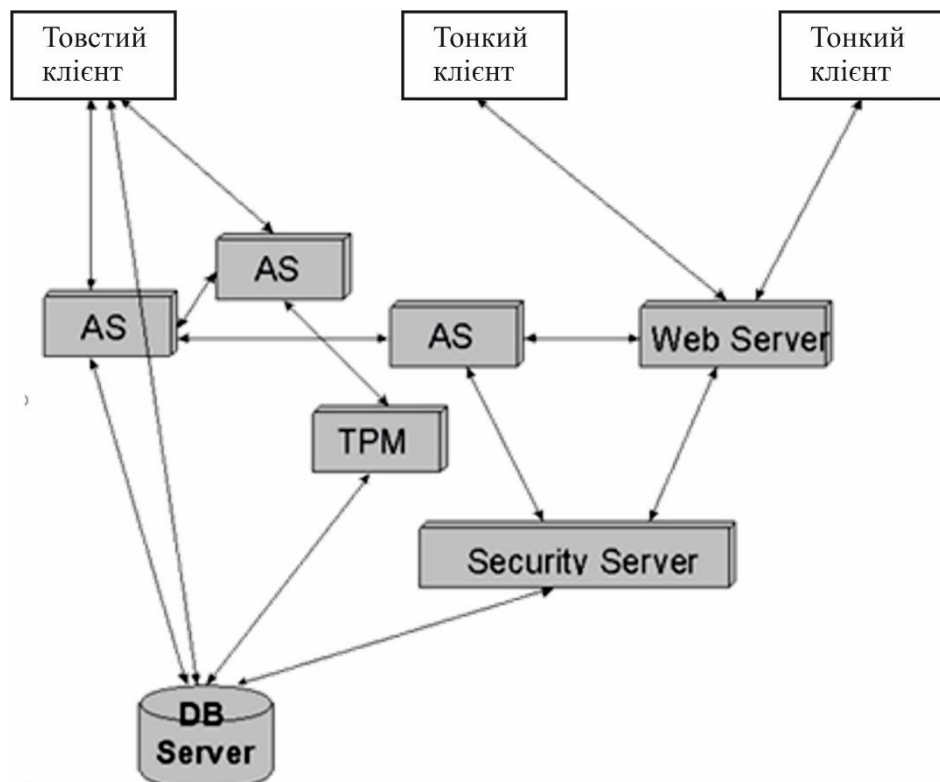 Товстий
клієнт
Тонкий
клієнт
Тонкий
клієнт
AS
AS
AS
Web Server
TPM
Security Server
DB
Server